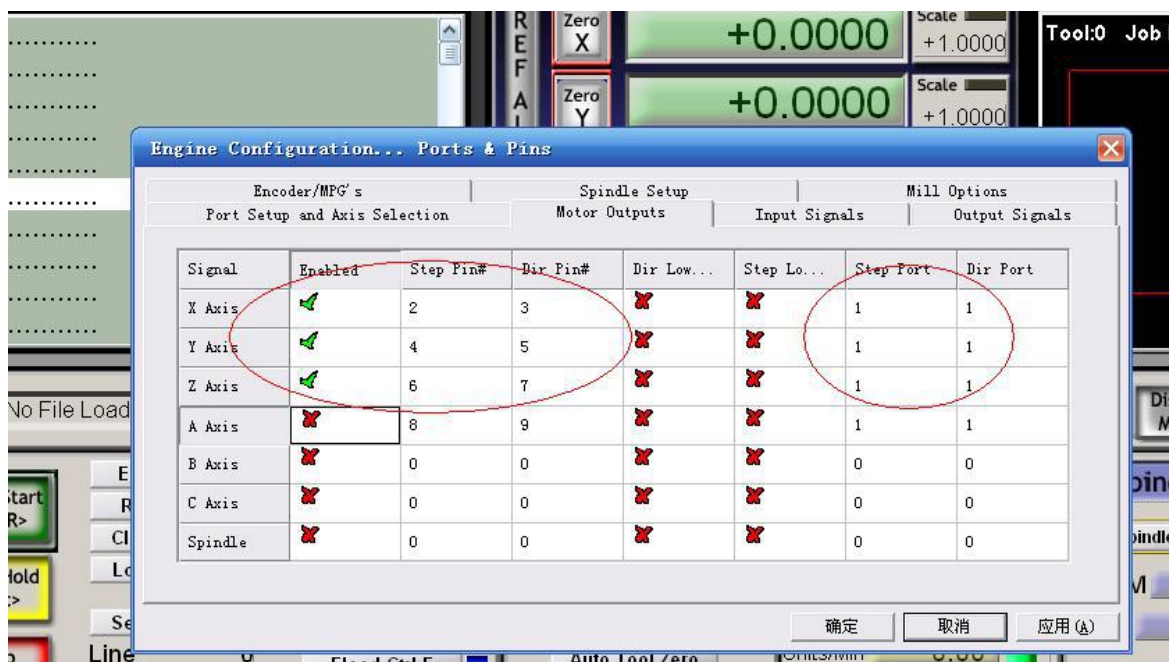 REF A
Zero X
+0.0000
Scale
+1.0000
Tool:0 Job
Zero Y
+0.0000
Scale
+1.0000
Engine Configuration... Ports & Pins
Encoder/MPG's Spindle Setup Mill Options
Port Setup and Axis Selection Motor Outputs Input Signals Output Signals
Signal Enabled Step Pin# Dir Pin# Dir Low... Step Lo... Step Port Dir Port
X Axis 2 3 1 1
Y Axis 4 5 1 1
Z Axis 6 7 1 1
A Axis 8 9 1 1
B Axis 0 0 0 0
C Axis 0 0 0 0
Spindle 0 0 0 0
确定 取消 应用(A)
No File Load
Line